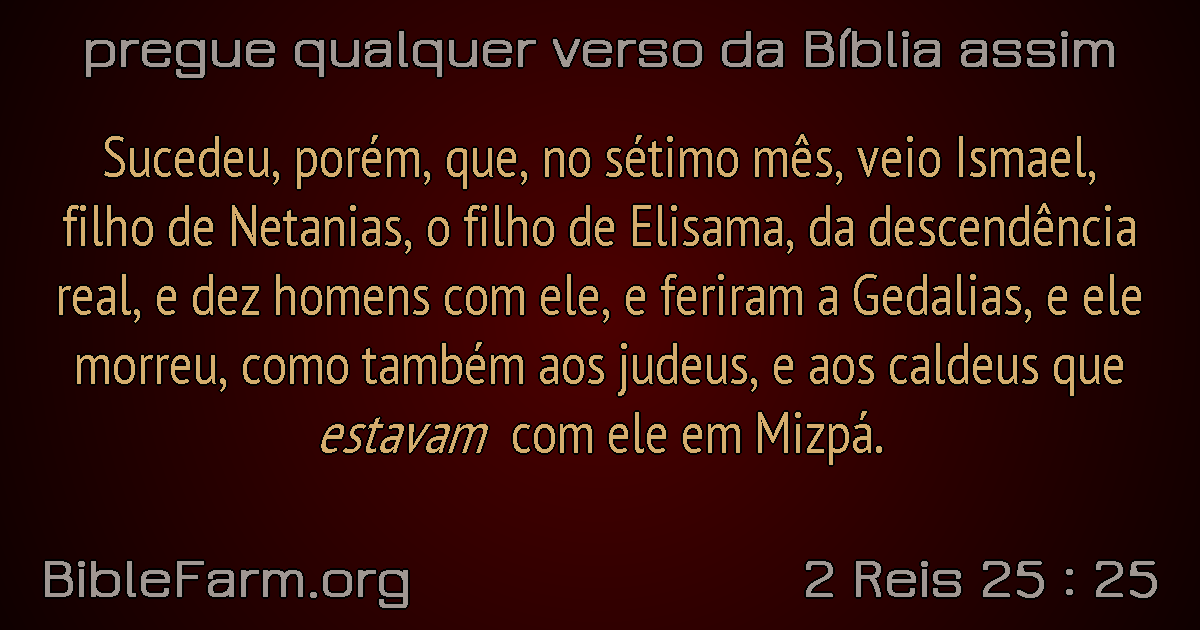 pregue qualquer verso da Bíblia assim
Sucedeu, porém, que, no sétimo mês, veio Ismael,
filho de Netanias, o filho de Elisama, da descendência
real, e dez homens com ele, e feriram a Gedalias, e ele
morreu, como também aos judeus, e aos caldeus que
estavam com ele em Mizpá.
BibleFarm.org
2 Reis 25 : 25